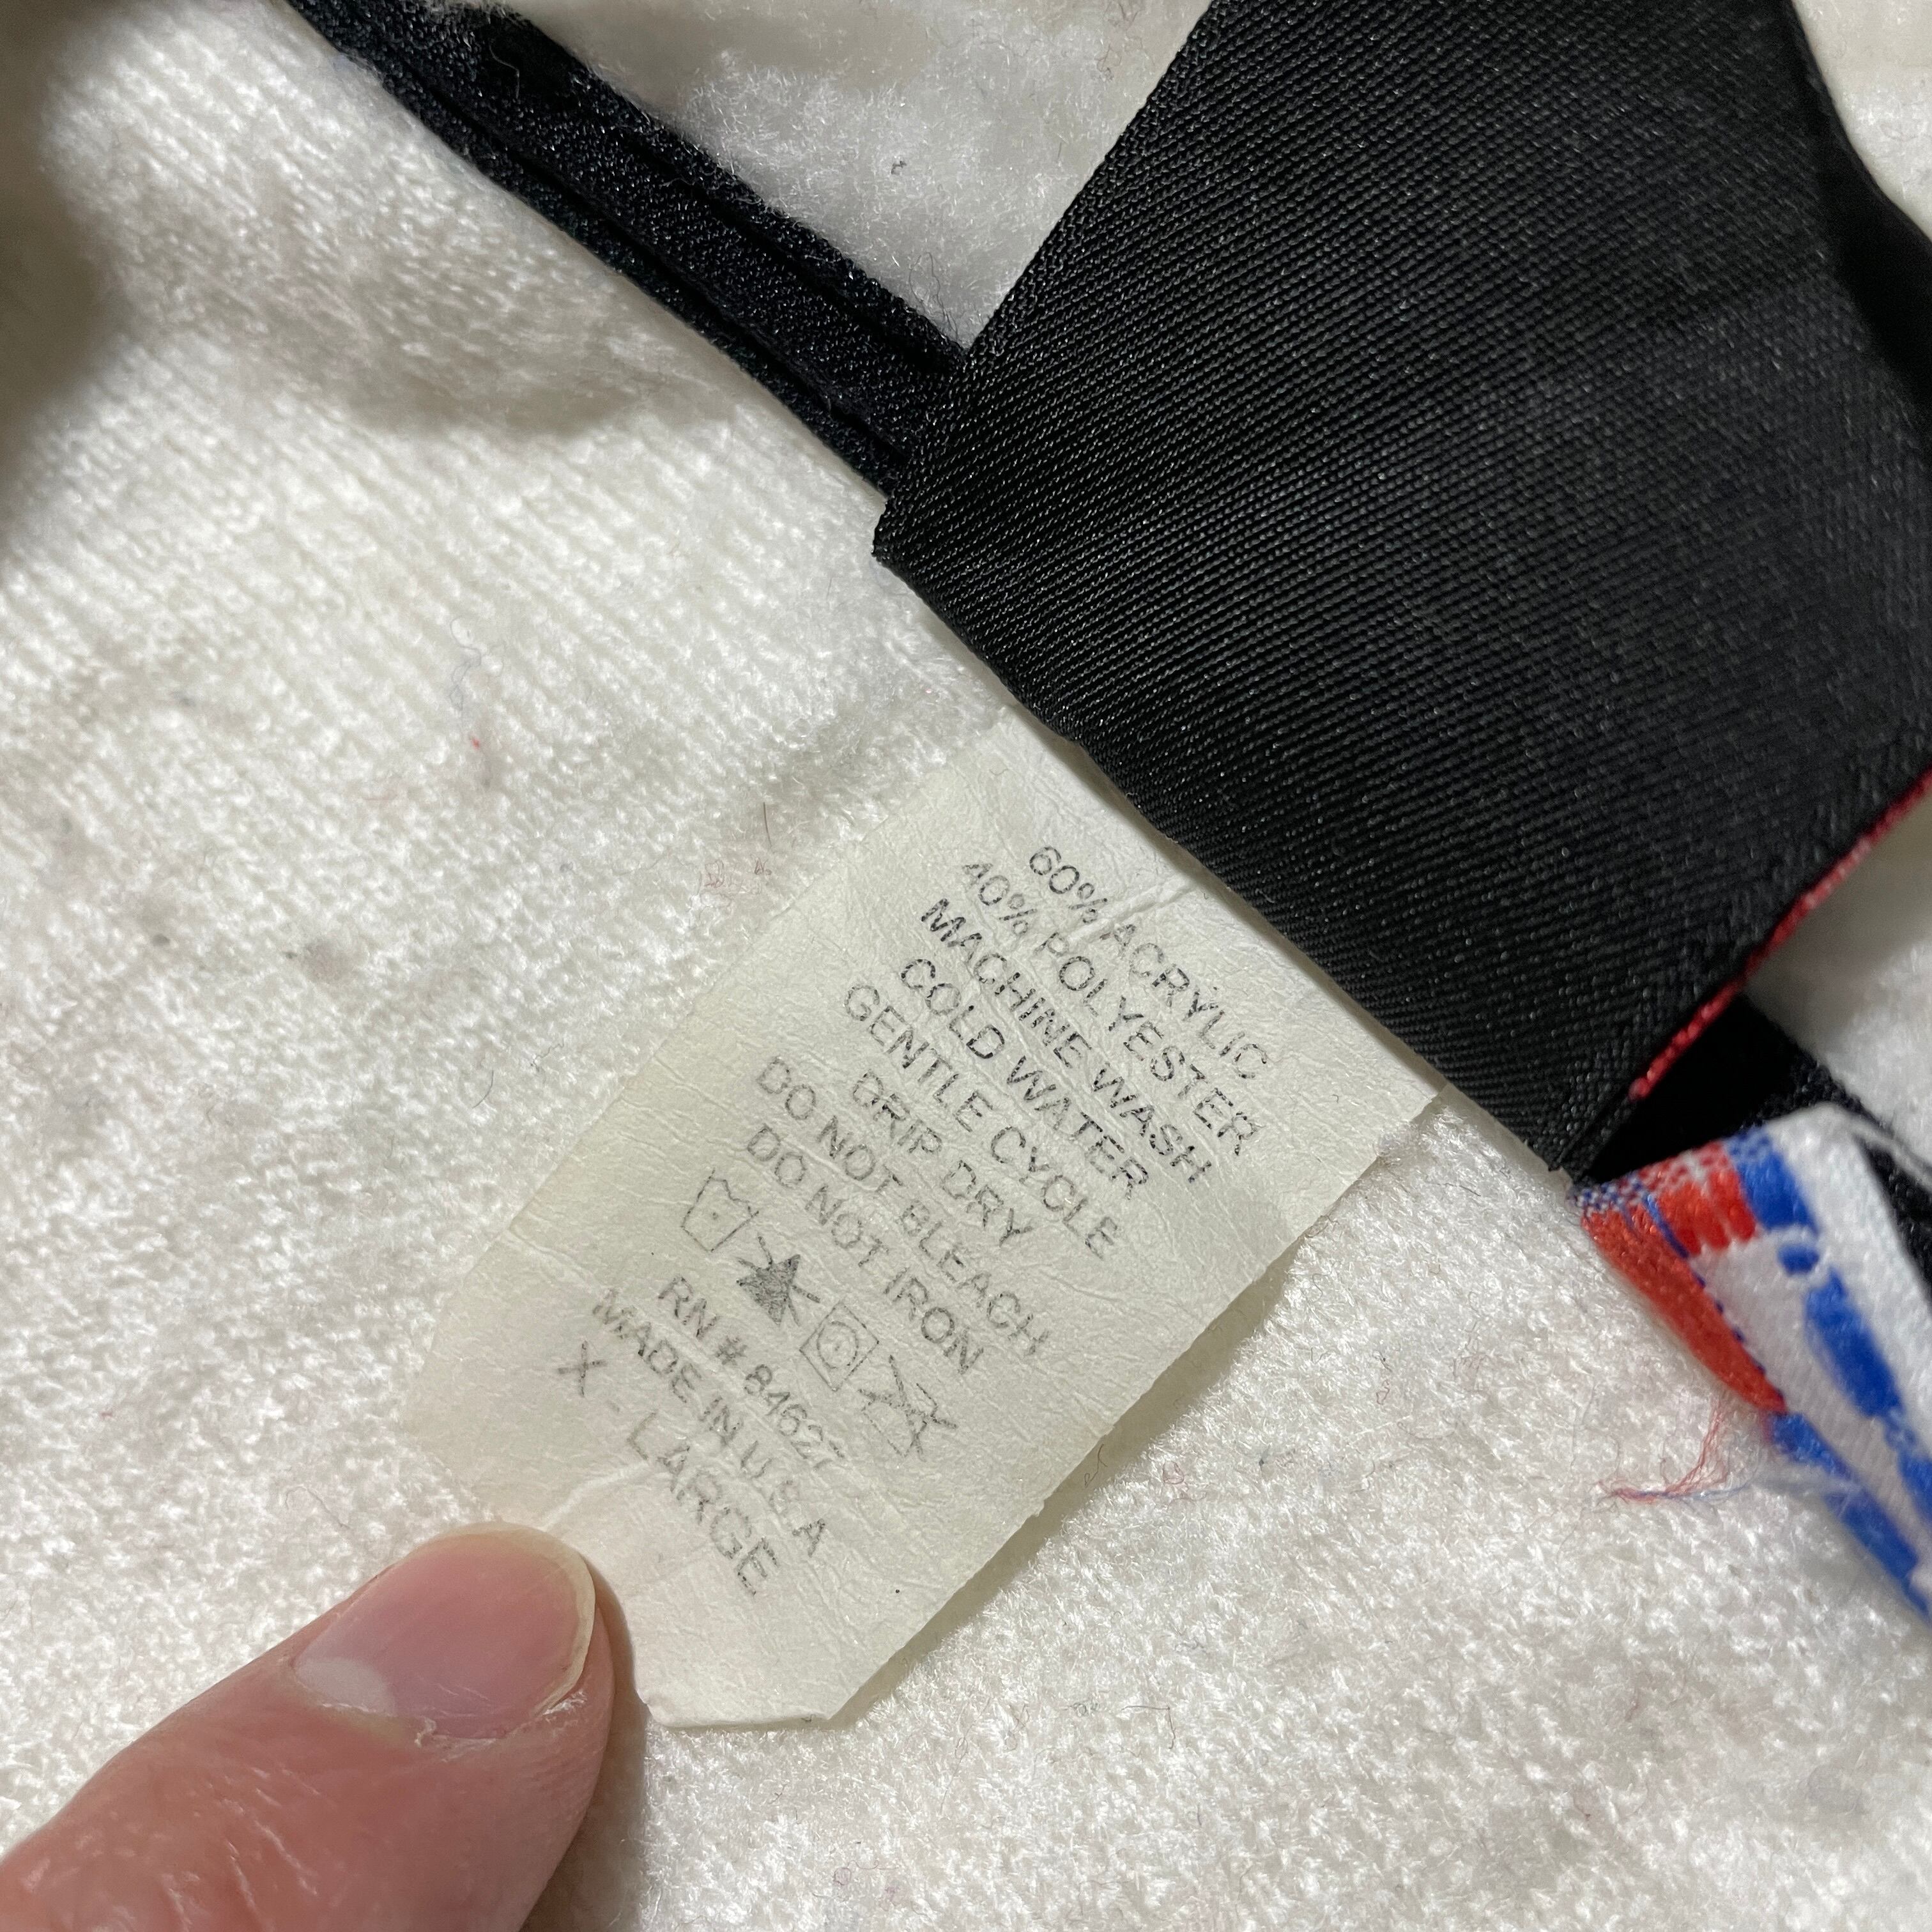 60% ACRYLIC
40% POLYESTER
MACHINE WASH
COLD WATER
GENTLE CYCLE
DRIP DRY
DO NOT BLEACH
DO NOT IRON
RN # 84627
MADE IN U.S.A
X - LARGE